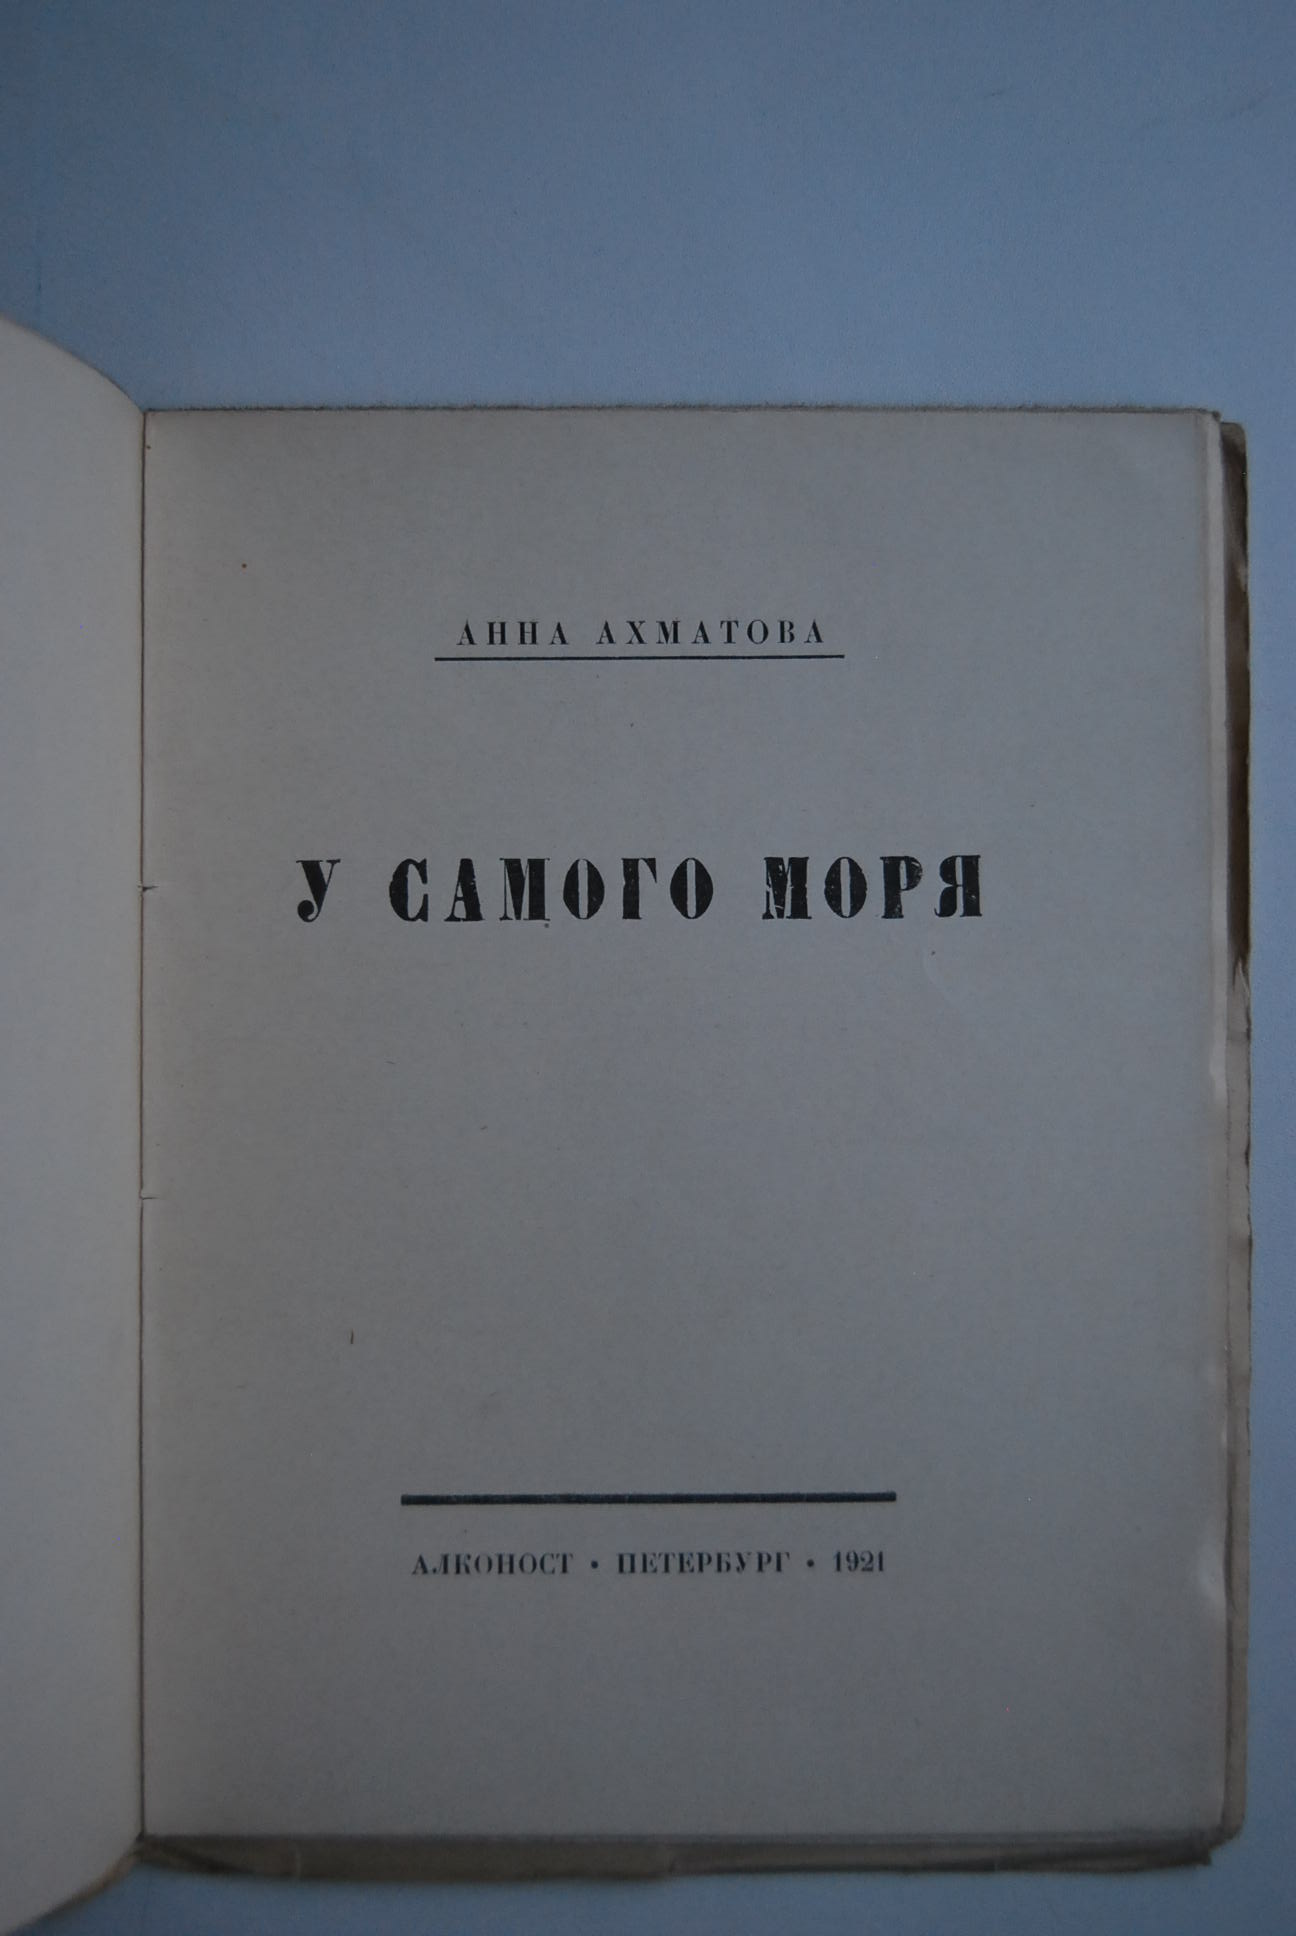 АННА АХМАТОВА
У САМОГО МОРЯ
АЛКОНОСТ • ПЕТЕРБУРГ • 1921